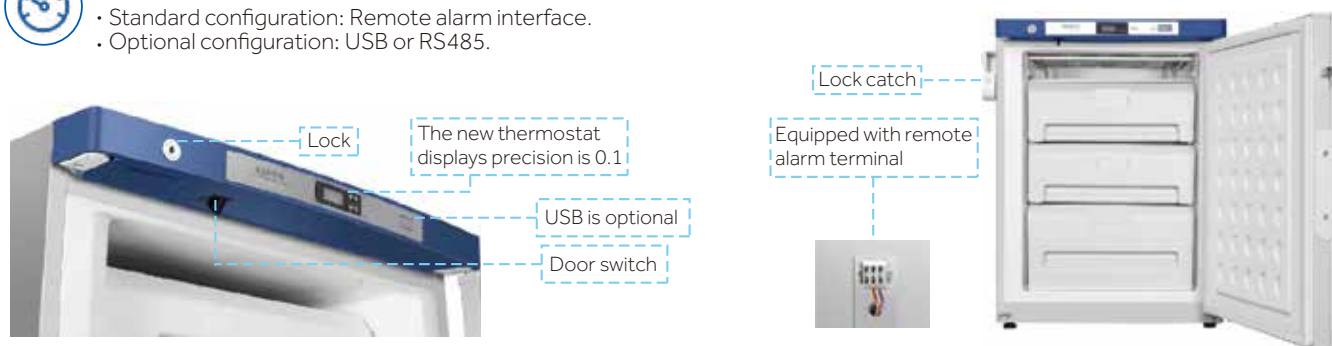 • Standard configuration: Remote alarm interface.
• Optional configuration: USB or RS485.
Lock
The new thermostat
displays precision is 0.1
USB is optional
Door switch
Lock catch
Equipped with remote
alarm terminal